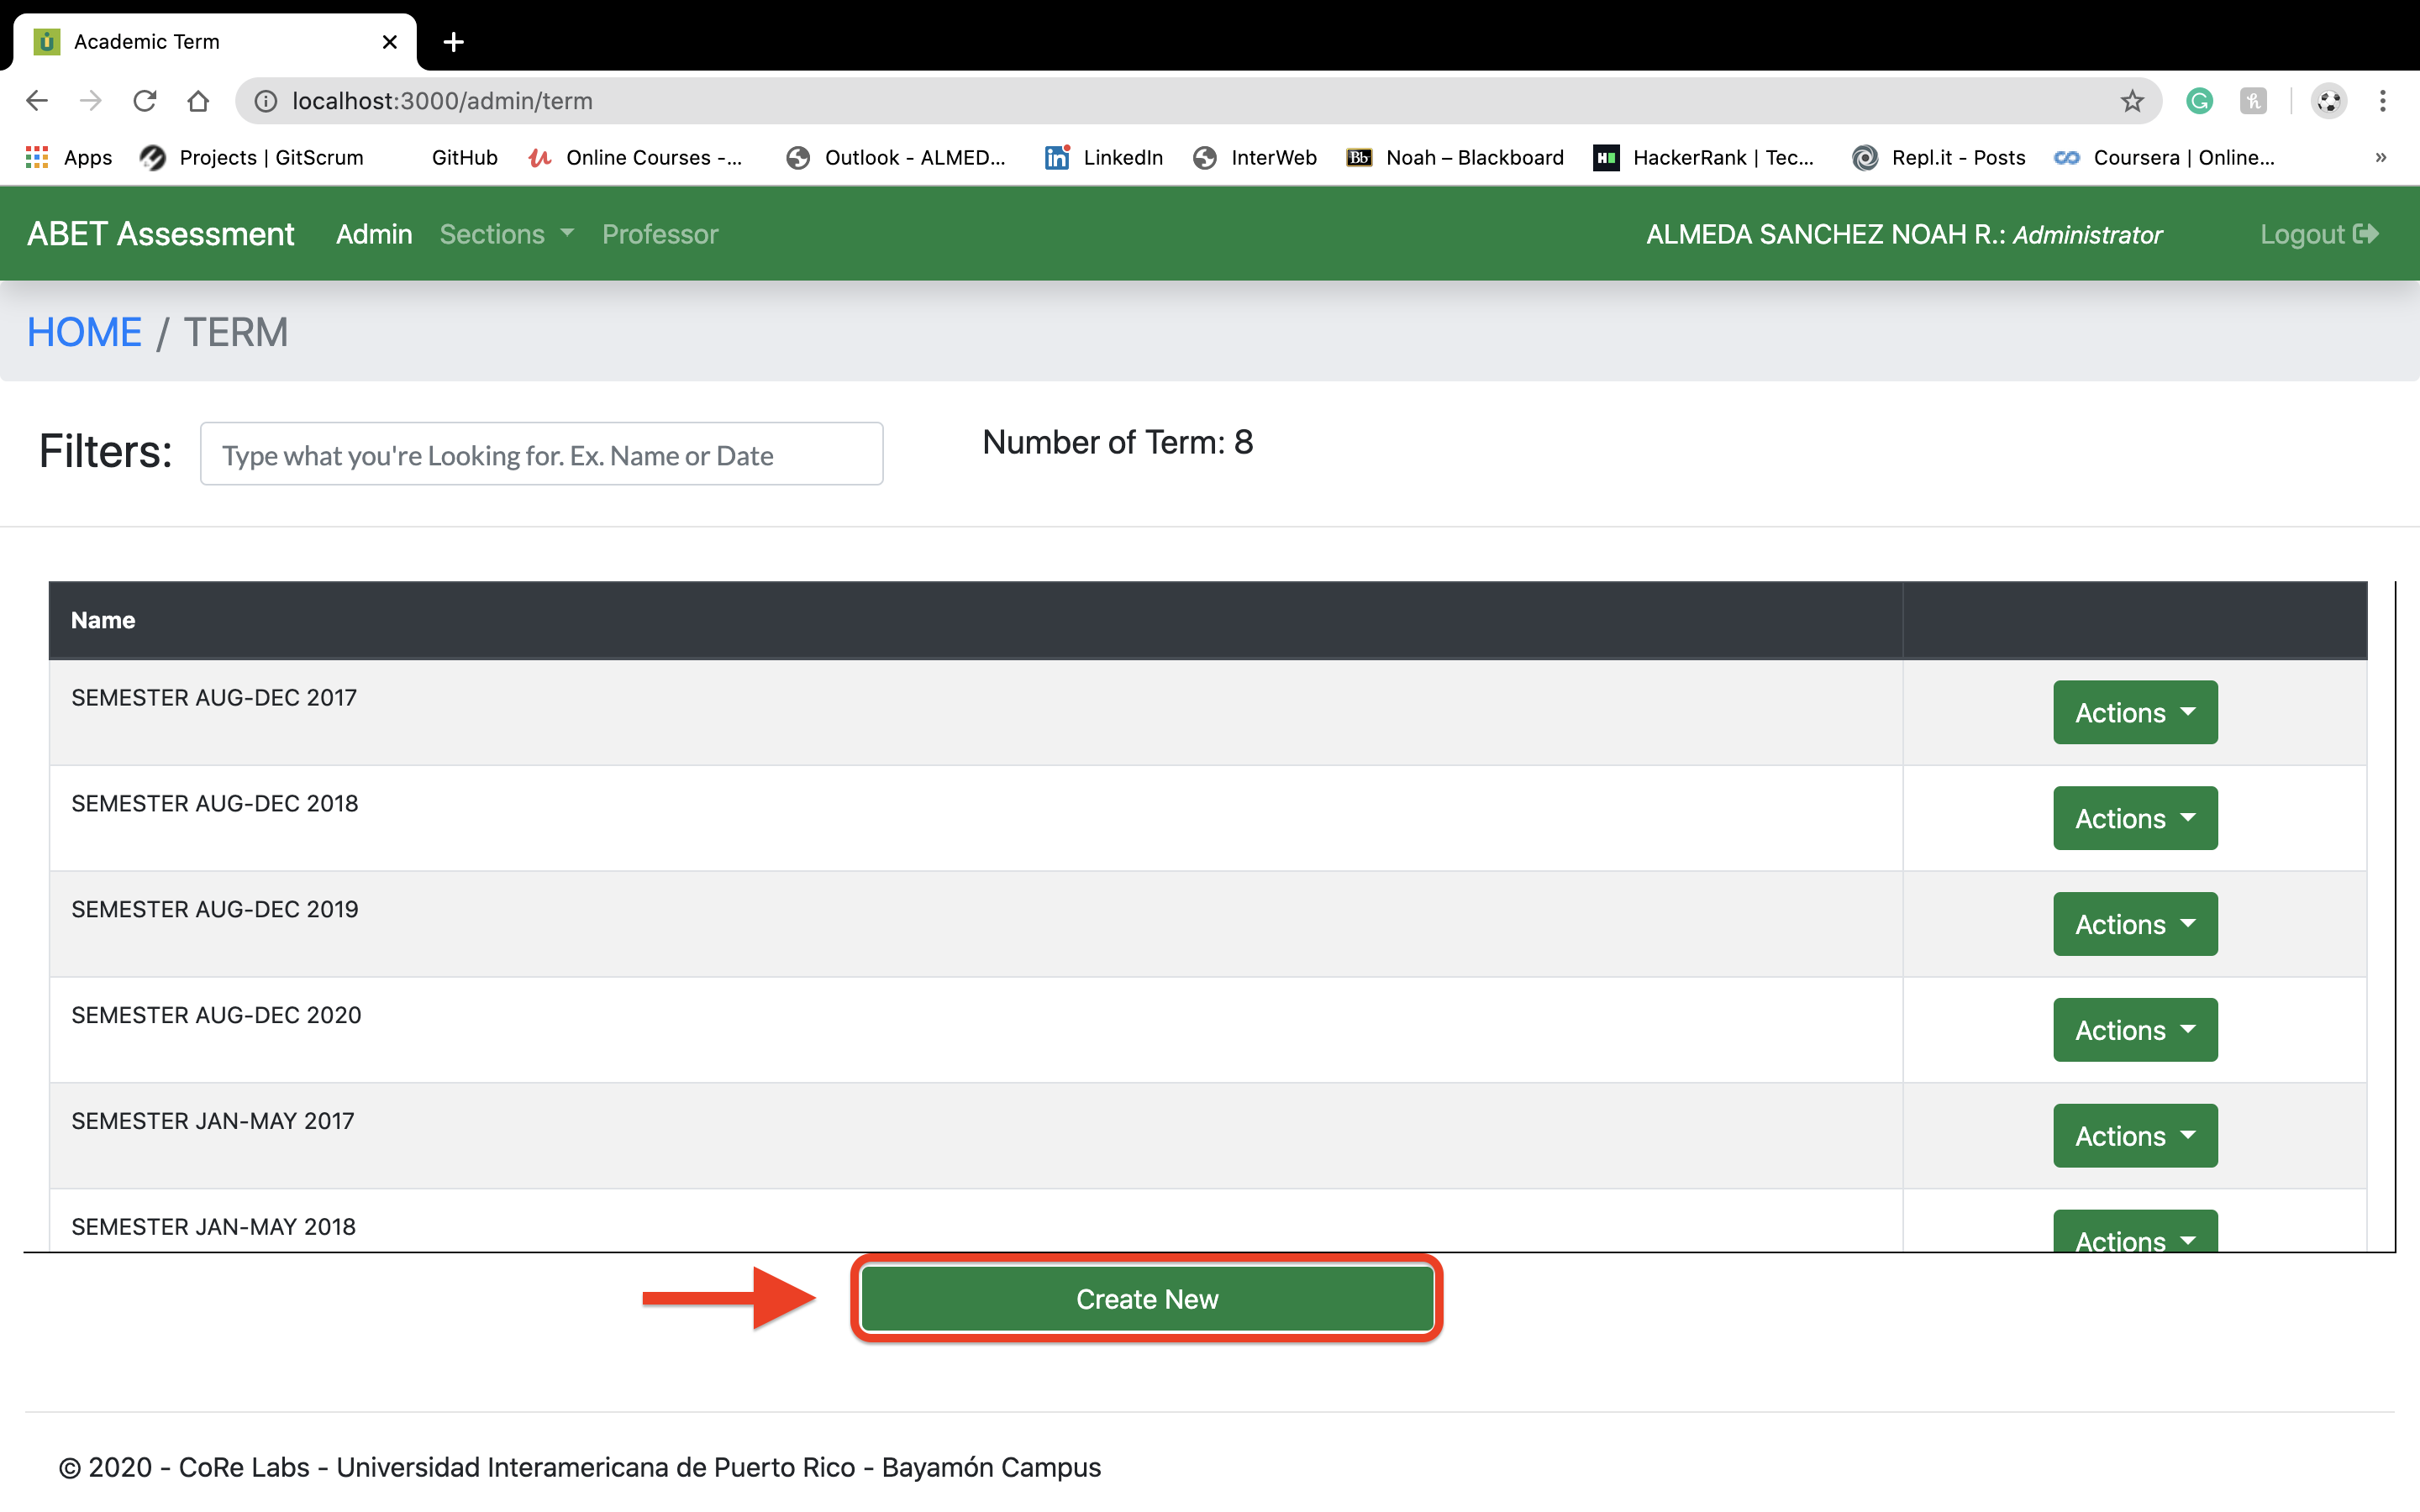 Academic Term
localhost:3000/admin/term
Apps Projects | GitScrum GitHub Online Courses -... Outlook - ALMED... LinkedIn InterWeb Bb Noah – Blackboard H HackerRank | Tec... Repl.it - Posts Coursera | Online... »
ABET Assessment Admin Sections Professor ALMEDA SANCHEZ NOAH R.: Administrator Logout
HOME / TERM
Filters: Type what you're Looking for. Ex. Name or Date Number of Term: 8
Name
SEMESTER AUG-DEC 2017 Actions
SEMESTER AUG-DEC 2018 Actions
SEMESTER AUG-DEC 2019 Actions
SEMESTER AUG-DEC 2020 Actions
SEMESTER JAN-MAY 2017 Actions
SEMESTER JAN-MAY 2018 Actions
Create New
© 2020 - CoRe Labs - Universidad Interamericana de Puerto Rico - Bayamón Campus